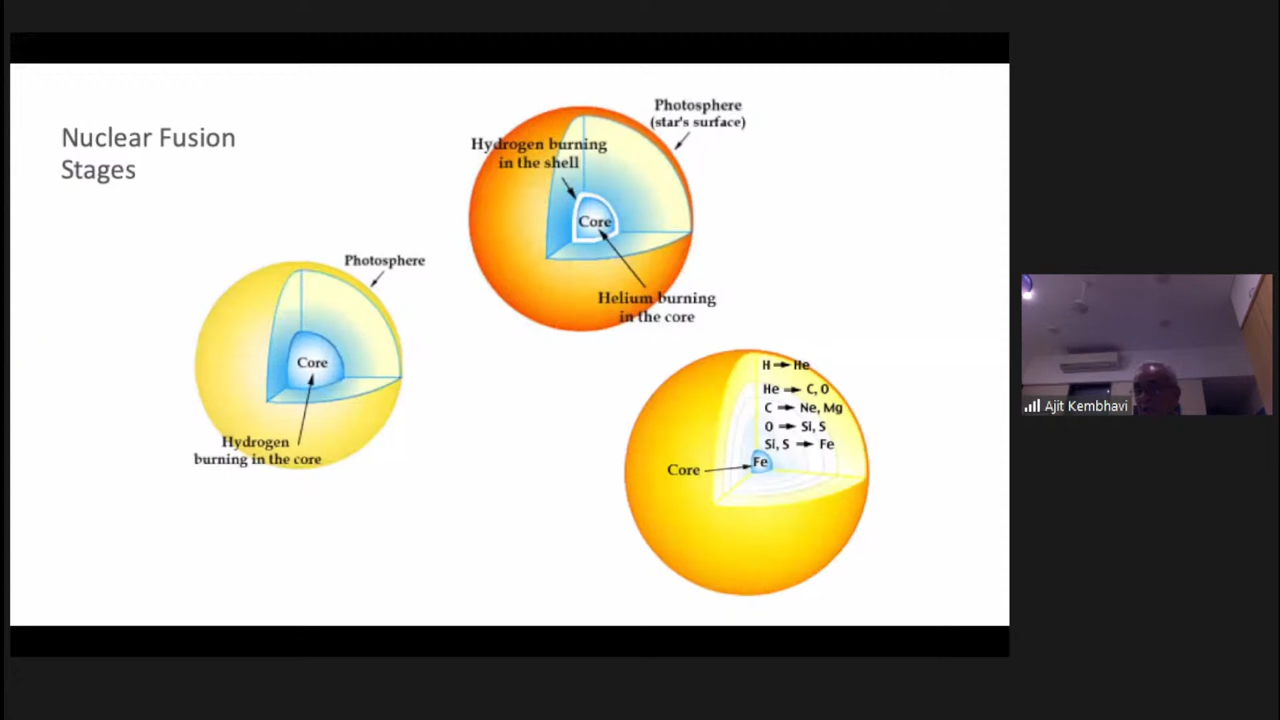 Nuclear Fusion
Stages
Photosphere
(star's surface)
Hydrogen burning
in the shell
Core
Helium burning
in the core
Photosphere
Core
Hydrogen
burning in the core
H → He
He → C, O
C → Ne, Mg
O → Si, S
Si, S → Fe
Core
Fe
Ajit Kembhavi